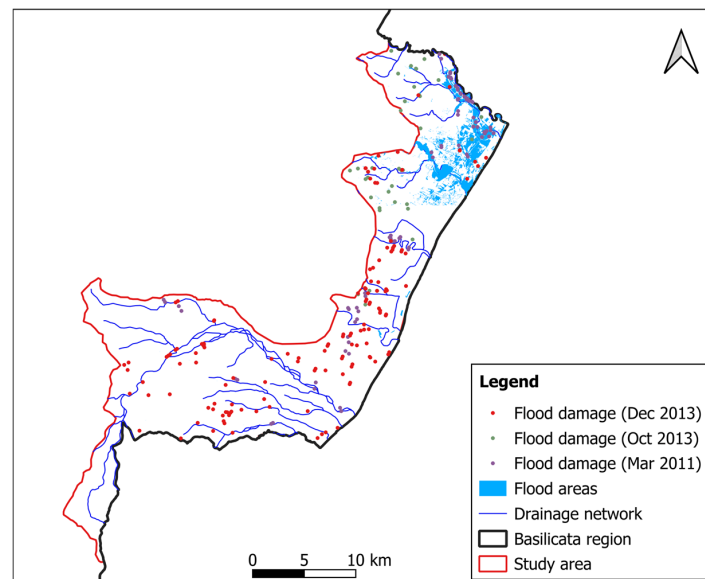 Legend
Flood damage (Dec 2013)
Flood damage (Oct 2013)
Flood damage (Mar 2011)
Flood areas
Drainage network
Basilicata region
Study area
0 5 10 km